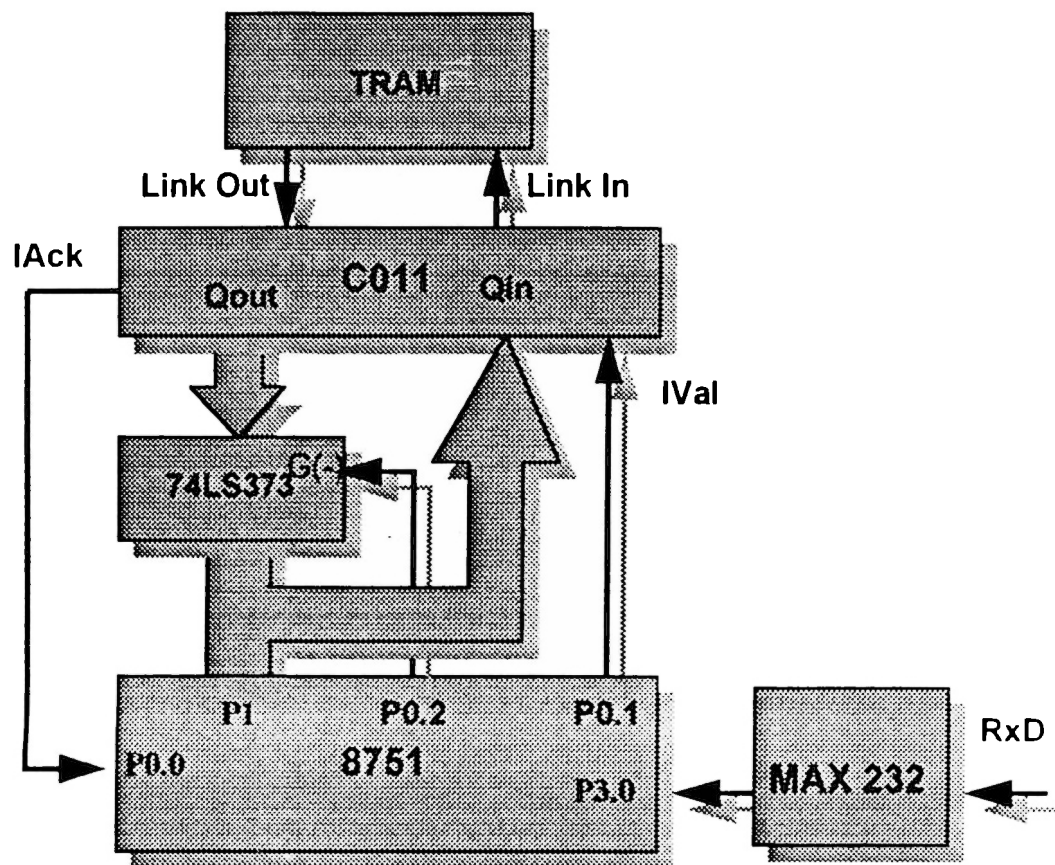 TRAM
Link Out
Link In
IAck
C011
Qout
Qin
IVal
G(-)
74LS373
P1
P0.2
P0.1
RxD
P0.0
8751
P3.0
MAX 232